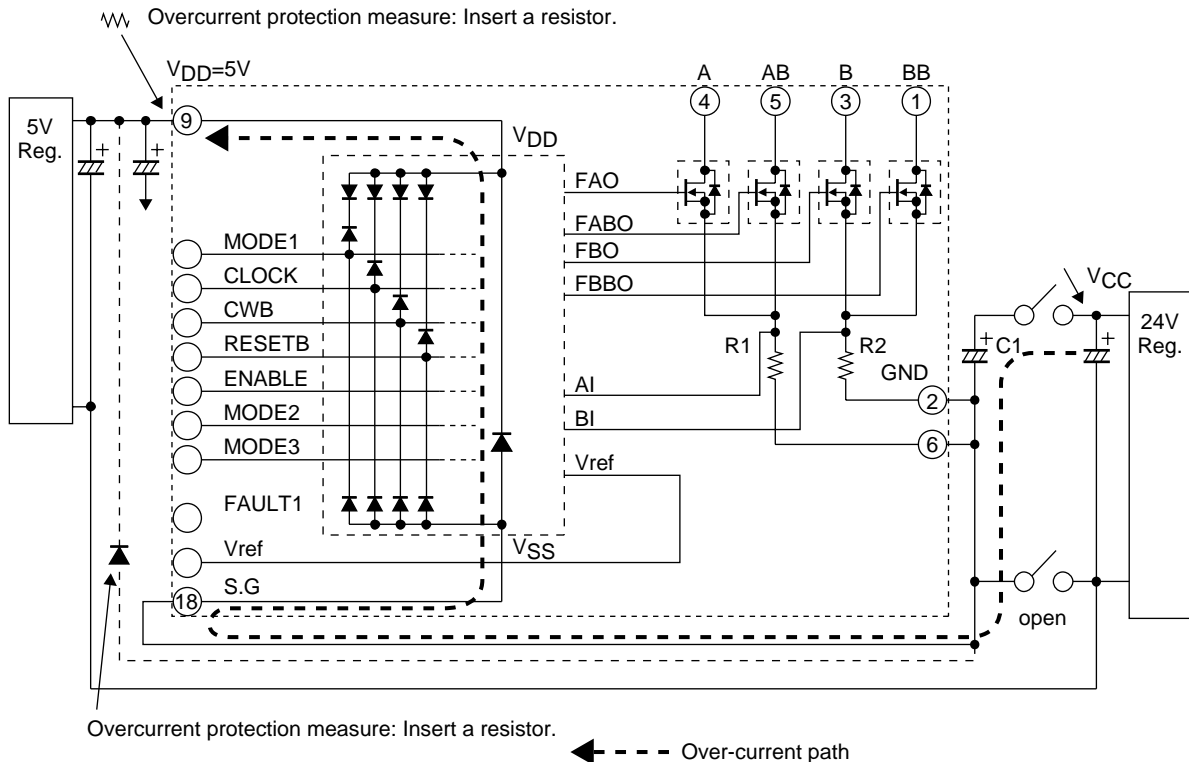 Overcurrent protection measure: Insert a resistor.
VDD=5V
A AB B BB
4 5 3 1
5V
Reg.
+ +
9
VDD
FAO
FABO
FBO
FBBO
MODE1
CLOCK
CWB
RESETB
ENABLE
MODE2
MODE3
FAULT1
Vref
S.G
18
R1 R2
GND
2
6
AI
BI
Vref
VSS
VCC
+ C1 +
24V
Reg.
open
Overcurrent protection measure: Insert a resistor.
Over-current path